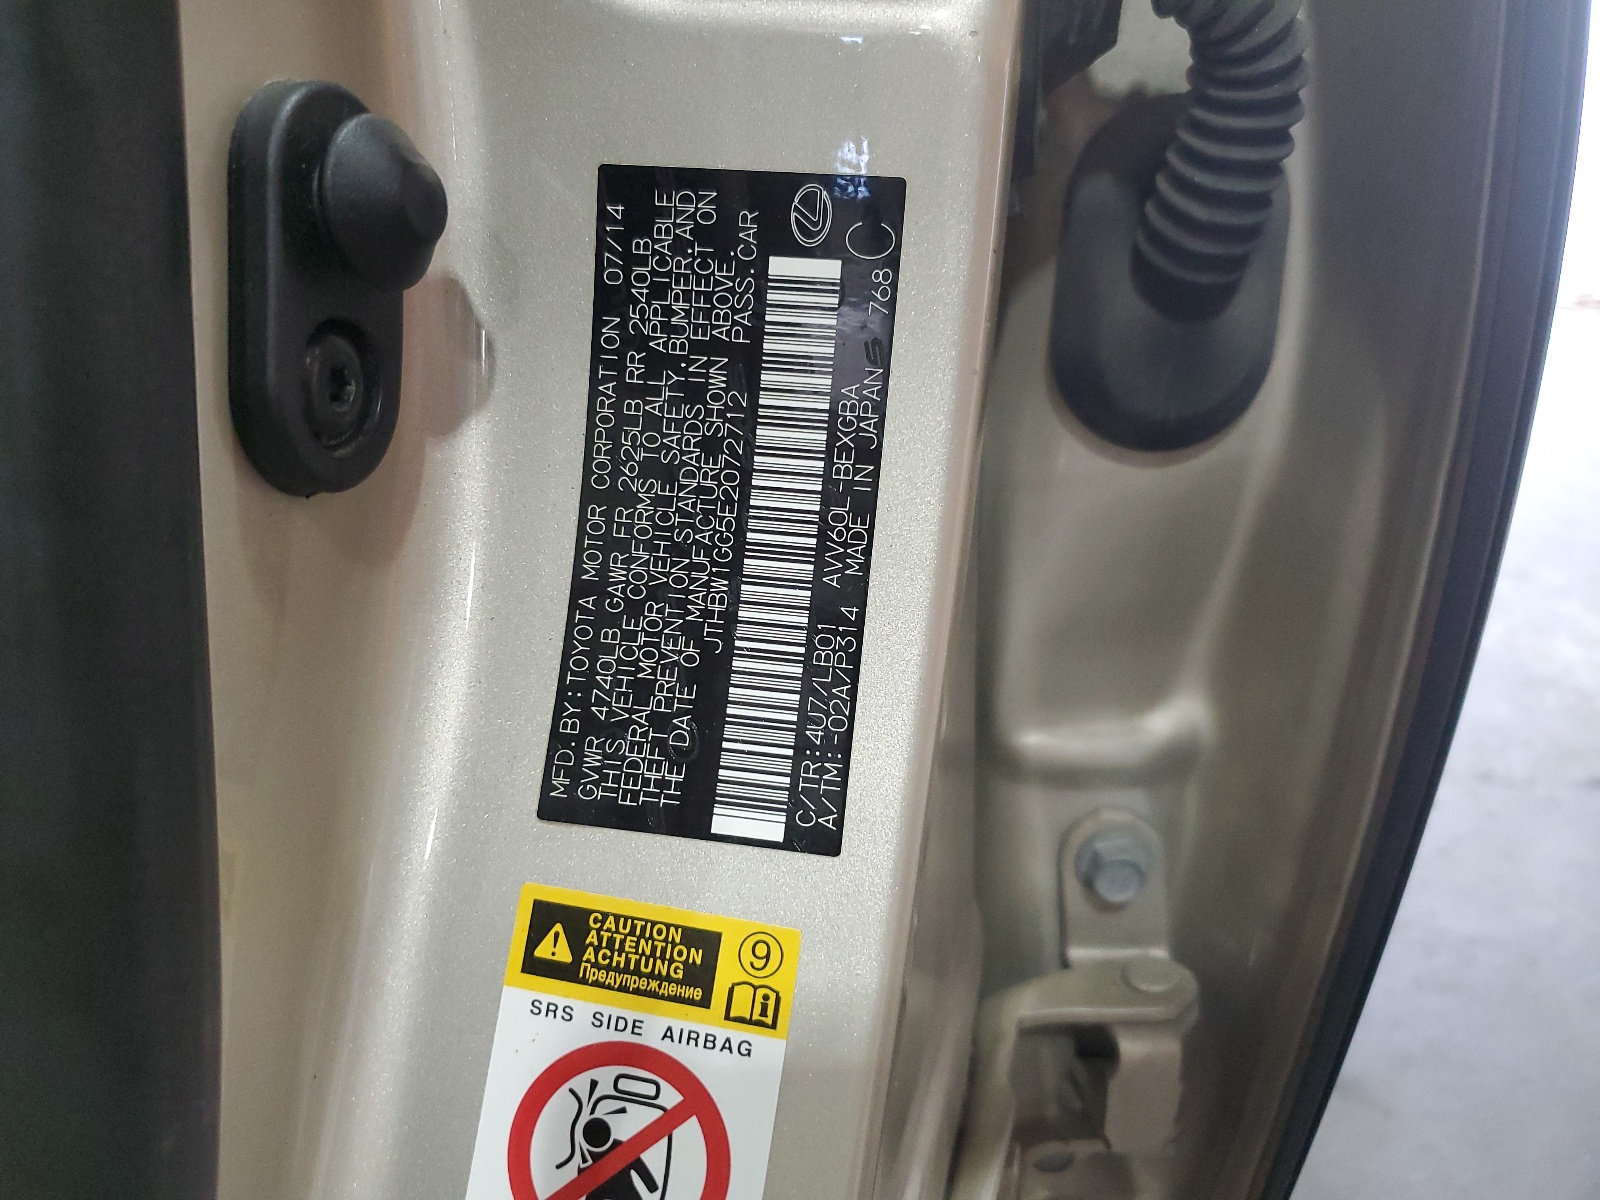 MFD. BY: TOYOTA MOTOR CORPORATION 07/14
GVWR 4740LB GAWR FR 2625LB RR 2540LB
THIS VEHICLE CONFORMS TO ALL APPLICABLE
FEDERAL MOTOR VEHICLE SAFETY, BUMPER, AND
THEFT PREVENTION STANDARDS IN EFFECT ON
THE DATE OF MANUFACTURE SHOWN ABOVE.
JTHBW1GG5E2072712 PASS. CAR
C/TR: 4U7/LB01 AVV60L-BEXGBA 768 C
A/TM: -02A/P314 MADE IN JAPAN S
CAUTION
ATTENTION
ACHTUNG
Предупреждение
9
i
SRS SIDE AIRBAG